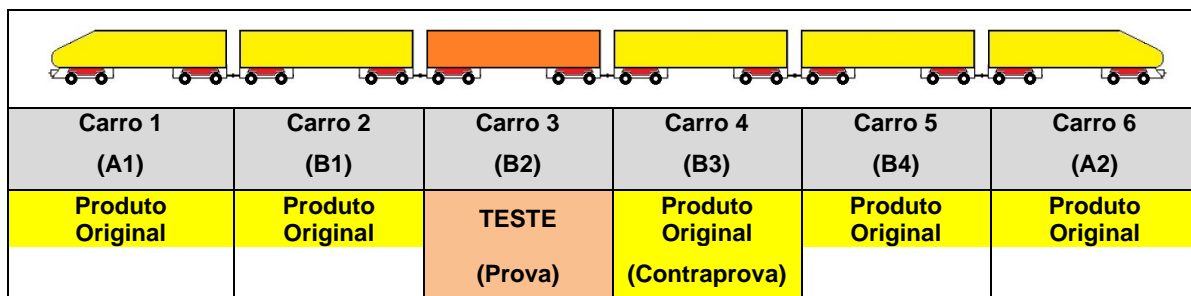 Carro 1 Carro 2 Carro 3 Carro 4 Carro 5 Carro 6
(A1) (B1) (B2) (B3) (B4) (A2)
Produto Original
Produto Original
TESTE
(Prova)
Produto Original
(Contraprova)
Produto Original
Produto Original